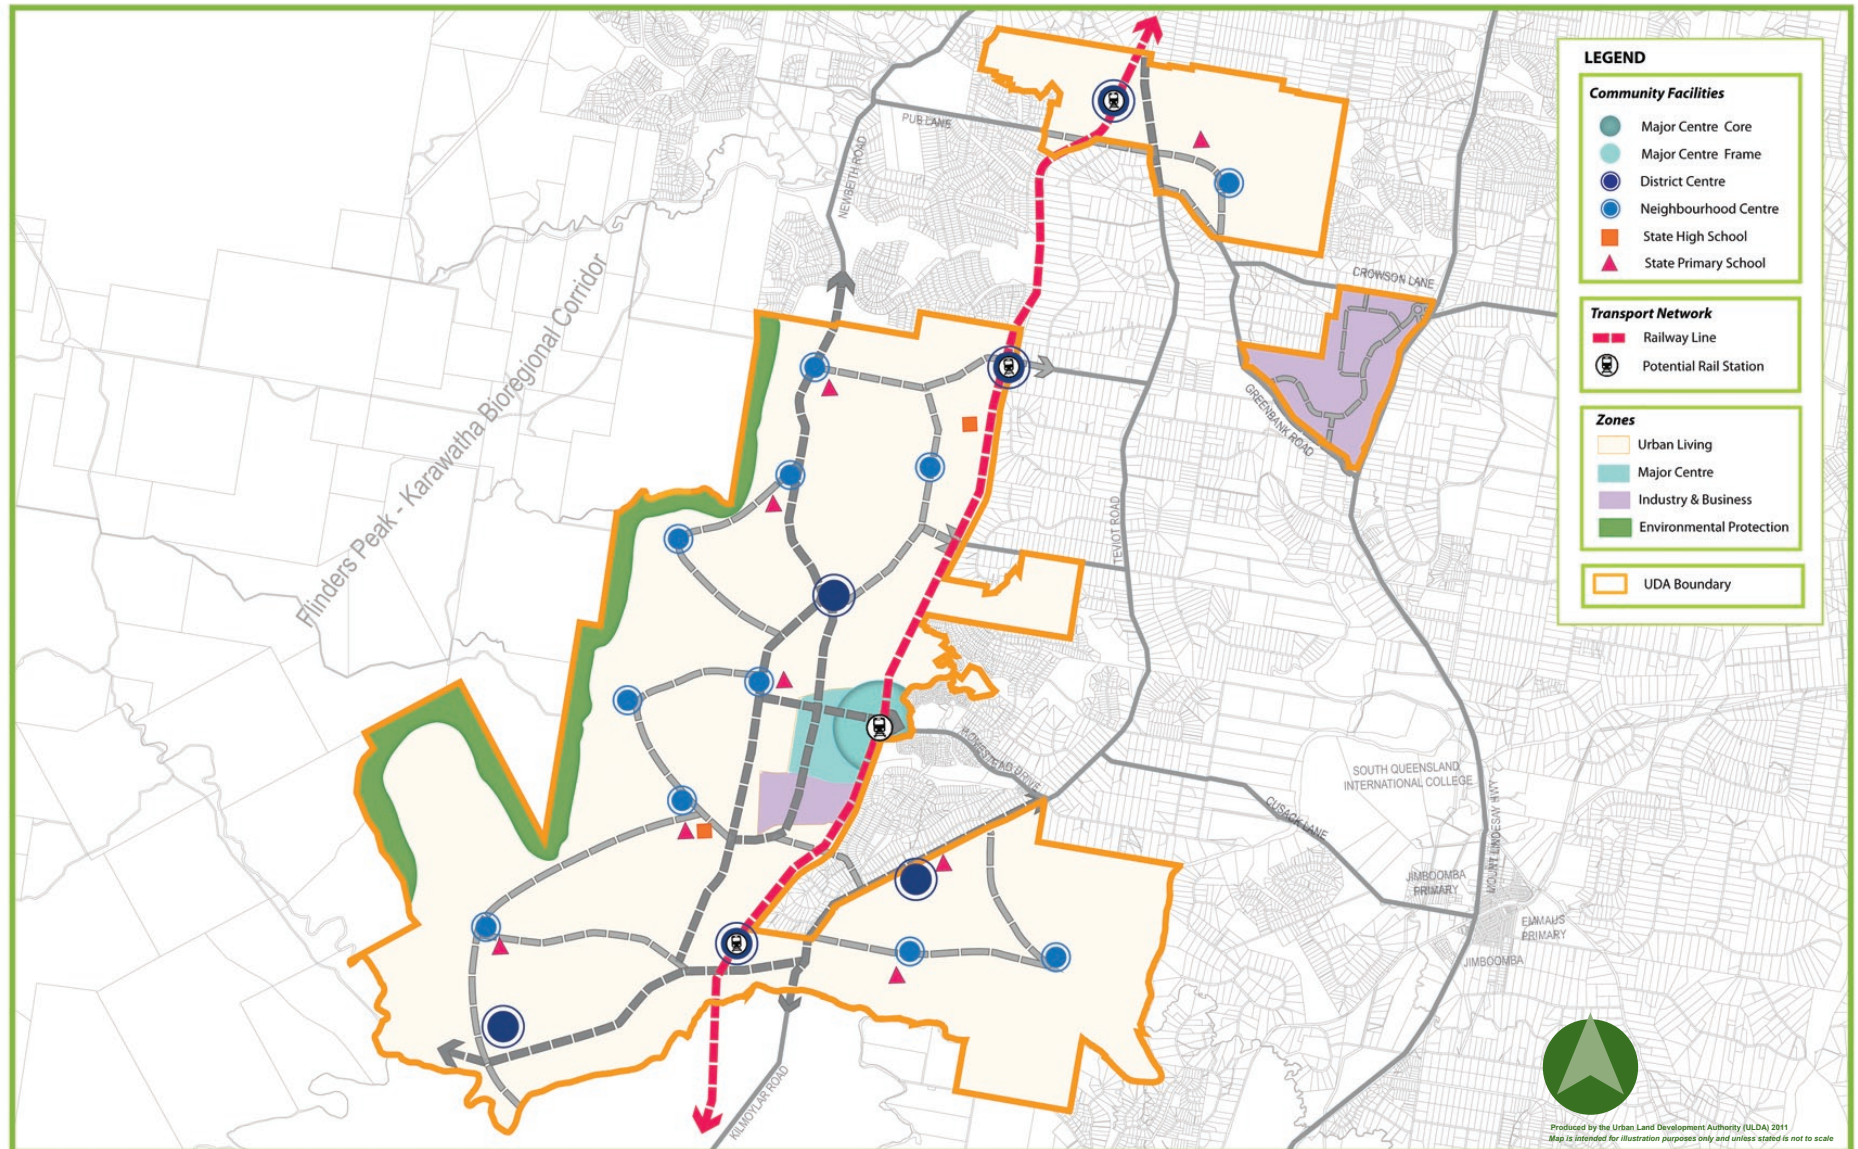 LEGEND
Community Facilities
Major Centre Core
Major Centre Frame
District Centre
Neighbourhood Centre
State High School
State Primary School
Transport Network
Railway Line
Potential Rail Station
Zones
Urban Living
Major Centre
Industry & Business
Environmental Protection
UDA Boundary
PUB LANE
NEWBEITH ROAD
Flinders Peak - Karawatha Bioregional Corridor
CROWSON LANE
GREENBANK ROAD
TEVIOT ROAD
HOMESTEAD DRIVE
SOUTH QUEENSLAND
INTERNATIONAL COLLEGE
CUSACK LANE
MOUNT LINDESAY HWY
JIMBOOMBA
PRIMARY
EMMAUS
PRIMARY
JIMBOOMBA
KILMOYLAR ROAD
Produced by the Urban Land Development Authority (ULDA) 2011
Map is intended for illustration purposes only and unless stated is not to scale